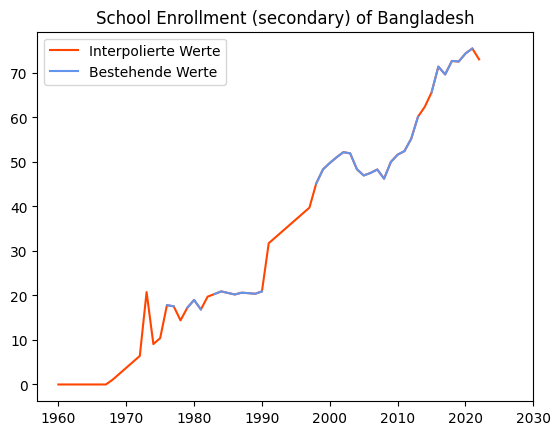 School Enrollment (secondary) of Bangladesh
Interpolierte Werte
Bestehende Werte
70
60
50
40
30
20
10
0
1960 1970 1980 1990 2000 2010 2020 2030